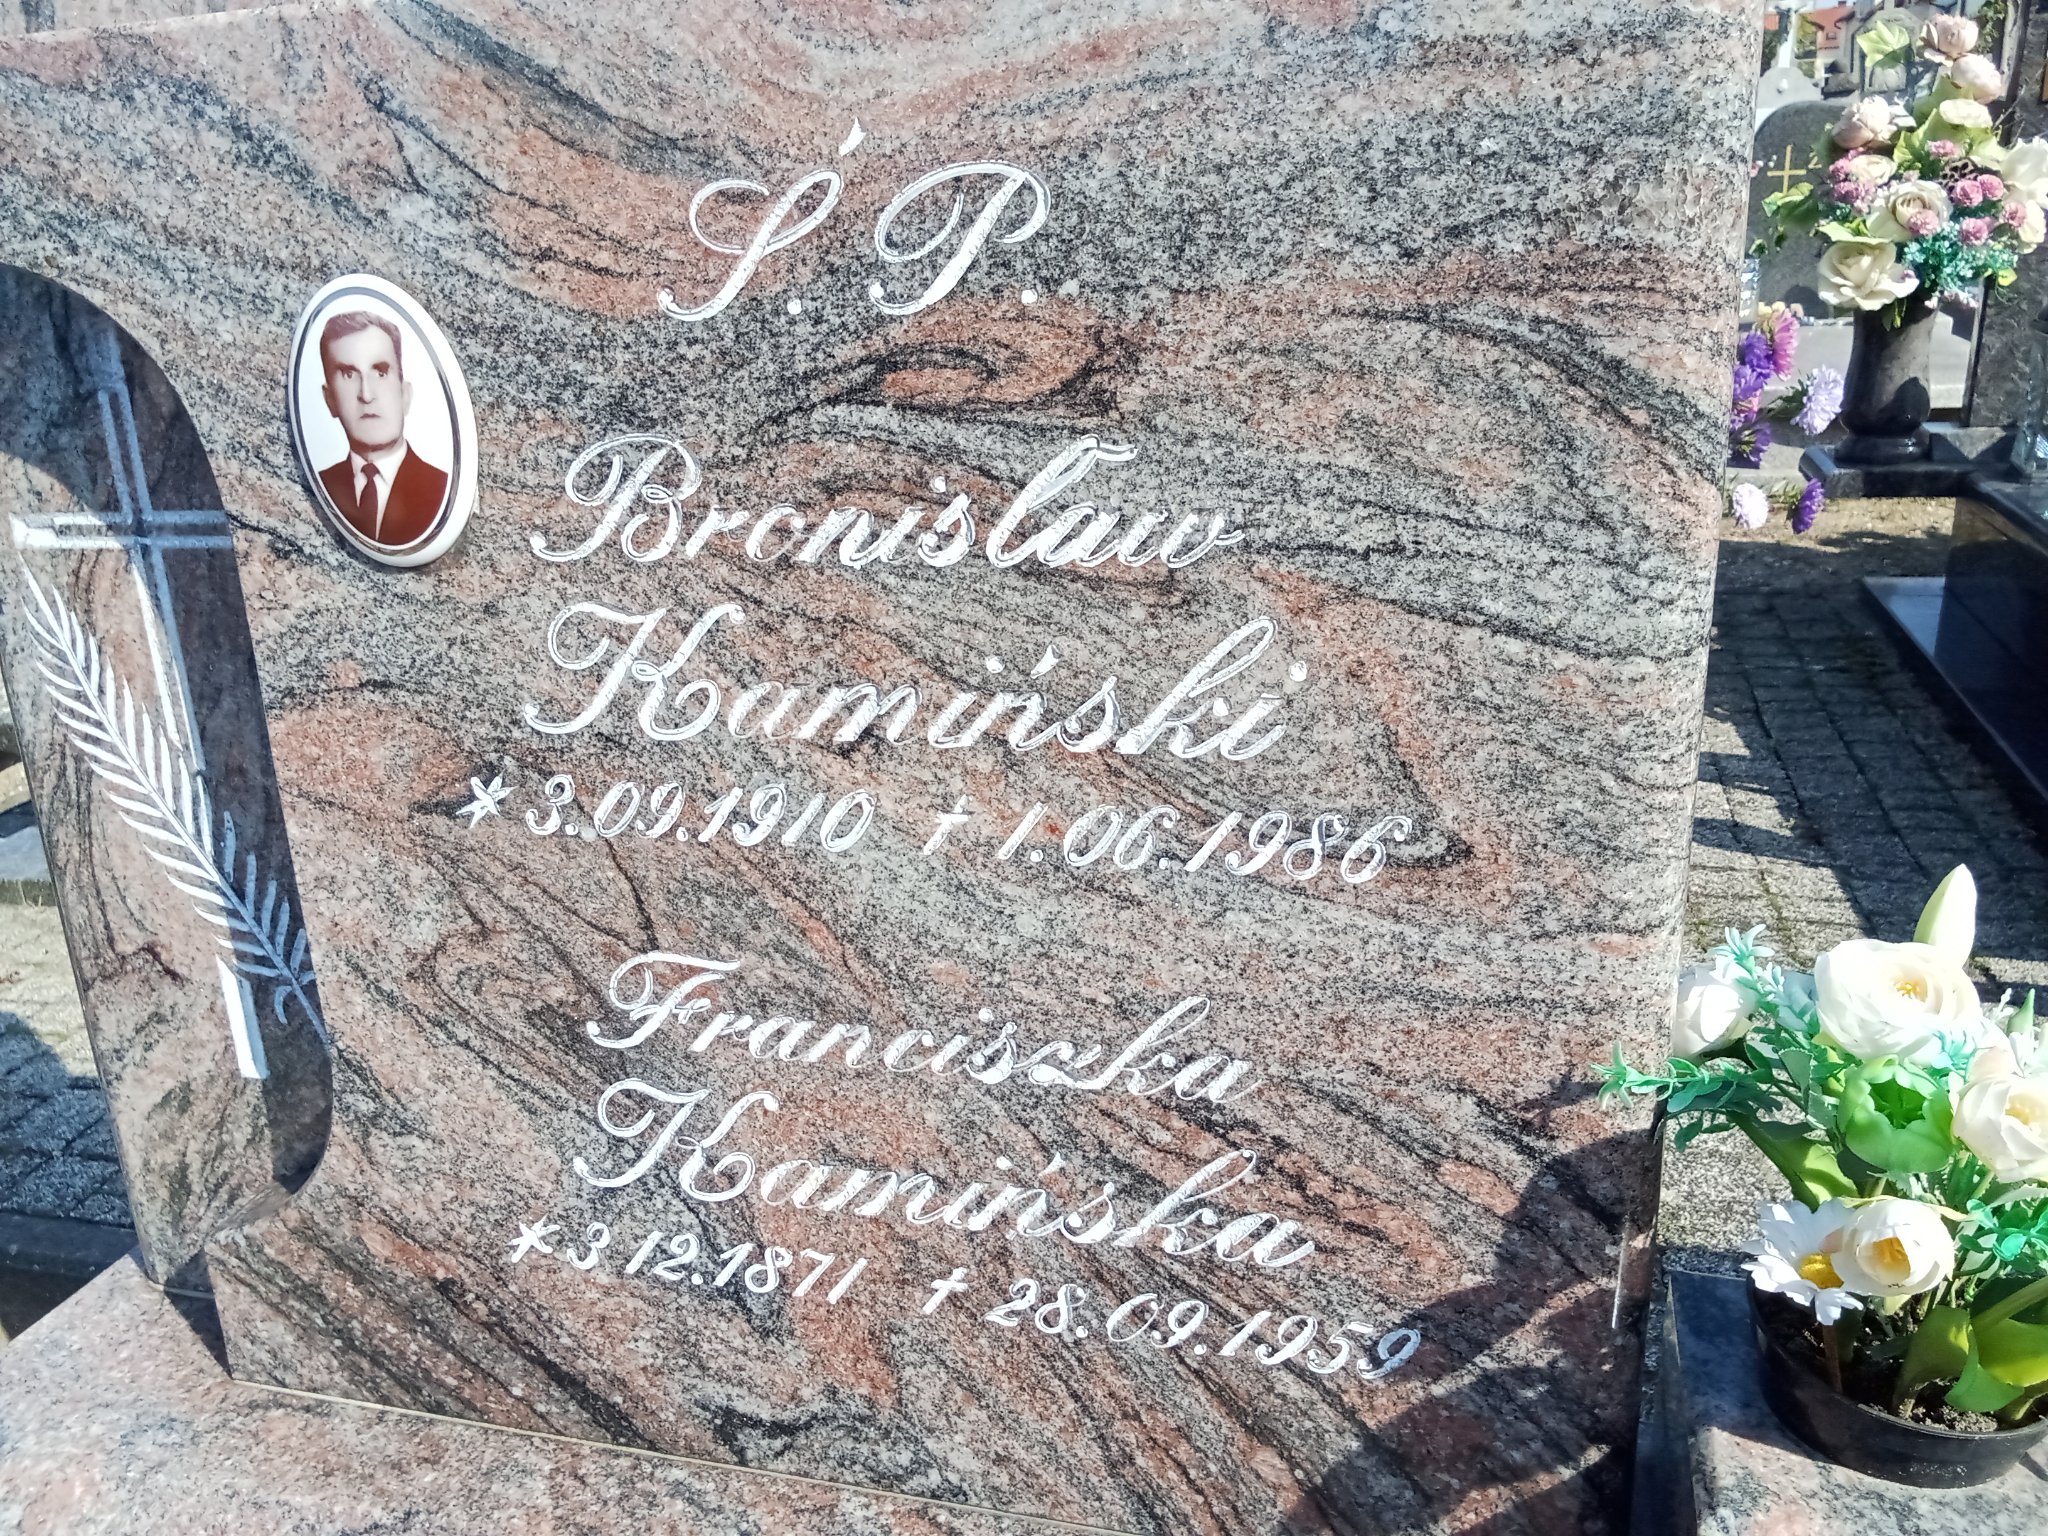 Ś. P.
Bronisław
Kamiński
* 3.09.1910 † 1.06.1986
Franciszka
Kamińska
* 3.12.1871 † 28.09.1959